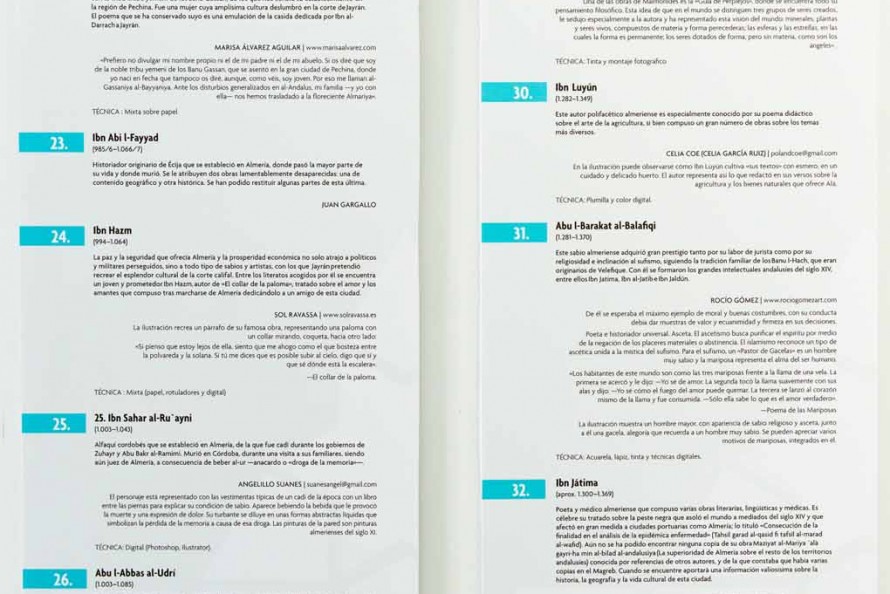 la región de Pechina. Fue una mujer cuya amplísima cultura deslumbró en la corte de Jayrán.
El poema que se ha conservado suyo es una emulación de la casida dedicada por Ibn al-
Darrach a Jayrán.
MARISA ÁLVAREZ AGUILAR | www.marisaalvarez.com
«Prefiero no divulgar mi nombre propio ni el de mi padre ni el de mi abuelo. Si os diré que soy
de la noble tribu yemení de los Banu Gassan, que se asentó en la gran ciudad de Pechina, donde
yo nací en fecha que tampoco os diré, aunque, como véis, soy joven. Por eso me llaman al-
Gassaniya al-Bayyaniya. Ante los disturbios generalizados en al-Andalus, mi familia —y yo con
ella— nos hemos trasladado a la floreciente Almariya».
TÉCNICA : Mixta sobre papel
23.
Ibn Abi l-Fayyad
(985/6–1.066/7)
Historiador originario de Écija que se estableció en Almería, donde pasó la mayor parte de
su vida y donde murió. Se le atribuyen dos obras lamentablemente desaparecidas: una de
contenido geográfico y otra histórica. Se han podido restituir algunas partes de esta última.
JUAN GARGALLO
24.
Ibn Hazm
(994–1.064)
La paz y la seguridad que ofrecía Almería y la prosperidad económica no solo atrajo a políticos
y militares perseguidos, sino a todo tipo de sabios y artistas, con los que Jayrán pretendió
recrear el esplendor cultural de la corte califal. Entre los literatos acogidos por él se encuentra
un joven y prometedor Ibn Hazm, autor de «El collar de la paloma», tratado sobre el amor y los
amantes que compuso tras marcharse de Almería dedicándolo a un amigo de esta ciudad.
SOL RAVASSA | www.solravassa.es
La ilustración recrea un párrafo de su famosa obra, representando una paloma con
un collar mirando, coqueta, hacia otro lado:
«Si pienso que estoy lejos de ella, siento que me ahogo como el que bosteza entre
la polvareda y la solana. Si tú me dices que es posible subir al cielo, digo que sí y
que sé dónde está la escalera».
—El collar de la paloma.
TÉCNICA : Mixta (papel, rotuladores y digital)
25.
25. Ibn Sahar al-Ru`ayni
(1.003–1.043)
Alfaquí cordobés que se estableció en Almería, de la que fue cadí durante los gobiernos de
Zuhayr y Abu Bakr al-Ramimi. Murió en Córdoba, durante una visita a sus familiares, siendo
aún juez de Almería, a consecuencia de beber al-ur —anacardo o «droga de la memoria»—.
ANGELILLO SUANES | suanesangel@gmail.com
El personaje está representado con las vestimentas típicas de un cadí de la época con un libro
entre las piernas para explicar su condición de sabio. Aparece bebiendo la bebida que le provocó
la muerte y una expresión de dolor. Su turbante se diluye en unas formas abstractas líquidas que
simbolizan la pérdida de la memoria a causa de esa droga. Las pinturas de la pared son pinturas
almerienses del siglo XI.
TÉCNICA: Digital (Photoshop, Ilustrator).
26.
Abu l-Abbas al-Udrí
(1.003–1.085)
pensamiento filosófico. Esta idea de que en el mundo se distinguen tres grupos de seres creados,
le sedujo especialmente a la autora y ha representado esta visión del mundo: minerales, plantas
y seres vivos, compuestos de materia y forma perecederas; las esferas y las estrellas, en las
cuales la forma es permanente; los seres dotados de forma, pero sin materia, como son los
ángeles».
TÉCNICA: Tinta y montaje fotográfico
30.
Ibn Luyún
(1.282–1.349)
Este autor polifacético almeriense es especialmente conocido por su poema didáctico
sobre el arte de la agricultura, si bien compuso un gran número de obras sobre los temas
más diversos.
CELIA COE (CELIA GARCÍA RUIZ) | polandcoe@gmail.com
En la ilustración puede observarse cómo Ibn Luyún cultiva «sus textos» con esmero, en un
cuidado y delicado huerto. El autor representa así lo que redactó en sus versos sobre la
agricultura y los bienes naturales que ofrece Alá.
TÉCNICA: Plumilla y color digital.
31.
Abu l-Barakat al-Balafiqi
(1.281–1.370)
Este sabio almeriense adquirió gran prestigio tanto por su labor de jurista como por su
religiosidad e inclinación al sufismo, siguiendo la tradición familiar de los Banu l-Hach, que eran
originarios de Velefique. Con él se formaron los grandes intelectuales andalusíes del siglo XIV,
entre ellos Ibn Jatima, Ibn al-Jatib e Ibn Jaldún.
ROCÍO GÓMEZ | www.rociogomezart.com
De él se esperaba el máximo ejemplo de moral y buenas costumbres, con su conducta
debía dar muestras de valor y ecuanimidad y firmeza en sus decisiones.
Poeta e historiador universal. Asceta. El ascetismo busca purificar el espíritu por medio
de la negación de los placeres materiales o abstinencia. El islamismo reconoce un tipo de
ascética unida a la mística del sufismo. Para el sufismo, un «Pastor de Gacelas» es un hombre
muy sabio y la mariposa representa el alma del ser humano.
«Los habitantes de este mundo son como las tres mariposas frente a la llama de una vela. La
primera se acercó y le dijo: —Yo sé de amor. La segunda tocó la llama suavemente con sus
alas y dijo: —Yo sé cómo el fuego del amor puede quemar. La tercera se lanzó al corazón
mismo de la llama y fue consumida. —Sólo ella sabe lo que es el amor verdadero».
—Poema de las Mariposas
La ilustración muestra un hombre mayor, con apariencia de sabio religioso y asceta, junto
a él una gacela, alegoría que recuerda a un hombre muy sabio. Se pueden apreciar varios
motivos de mariposas, integrados en él.
TÉCNICA: Acuarela, lápiz, tinta y técnicas digitales.
32.
Ibn Játima
(aprox. 1.300–1.369)
Poeta y médico almeriense que compuso varias obras literarias, lingüísticas y médicas. Es
célebre su tratado sobre la peste negra que asoló el mundo a mediados del siglo XIV y que
afectó en gran medida a ciudades portuarias como Almería; lo tituló «Consecución de la
finalidad en el análisis de la epidémica enfermedad» (Tahsil garad al-qasid fi tafsil al-marad
al-wafid). Aún no se ha podido encontrar ninguna copia de su obra Maziyat al-Mariya `ala
gayri-ha min al-bilad al-andalusiya (La superioridad de Almería sobre el resto de los territorios
andalusíes) conocida por referencias de otros autores, y de la que constaba que había varias
copias en el Magreb. Cuando se encuentre aportará una información valiosísima sobre la
historia, la geografía y la vida cultural de esta ciudad.